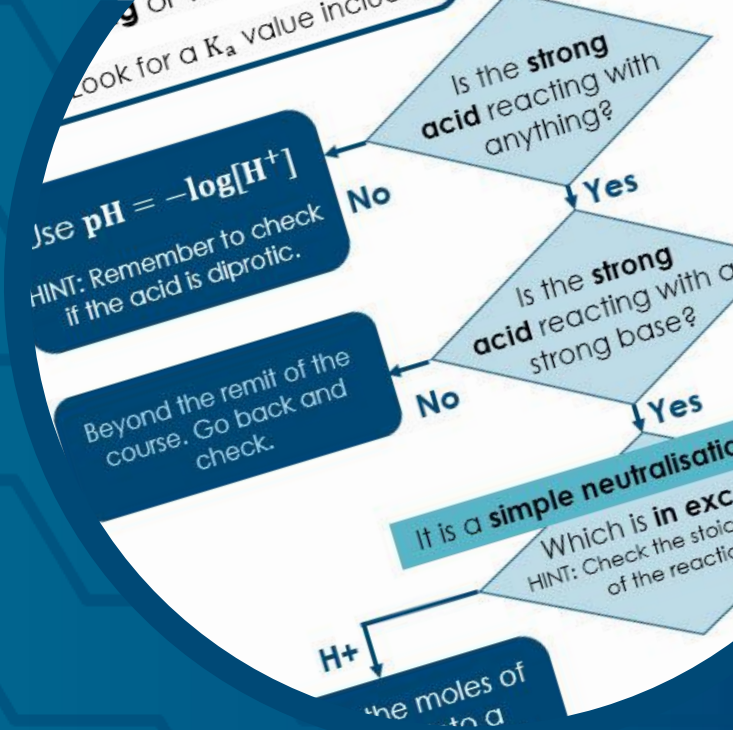 g or
Look for a Kₐ value inclu
Is the strong
acid reacting with
anything?
No
Yes
Use pH = −log[H⁺]
HINT: Remember to check
if the acid is diprotic.
Is the strong
acid reacting with a
strong base?
No
Yes
Beyond the remit of the
course. Go back and
check.
It is a simple neutralisatio
Which is in exc
HINT: Check the stoic
of the reactio
H+
the moles of
to a